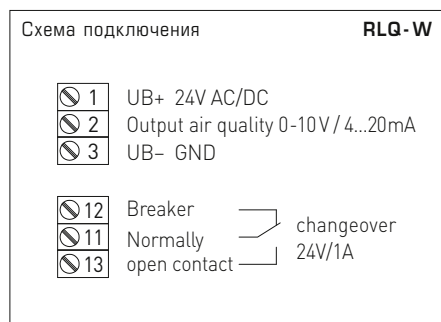 Схема подключения RLQ-W
1 UB+ 24V AC/DC
2 Output air quality 0-10V / 4...20mA
3 UB– GND
12 Breaker
11 Normally
13 open contact
changeover
24V/1A